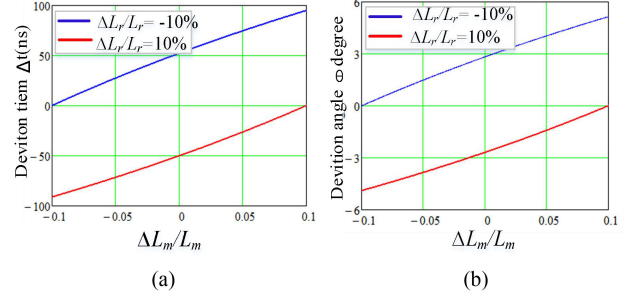 100
ΔLr/Lr= -10%
ΔLr/Lr=10%
50
0
−50
−100
−0.1 −0.05 0 0.05 0.1
Deviton tiem Δt(ns)
ΔLm/Lm
(a)
6
ΔLr/Lr= -10%
ΔLr/Lr=10%
3
0
−3
−6
−0.1 −0.05 0 0.05 0.1
Devition angle degree
ΔLm/Lm
(b)